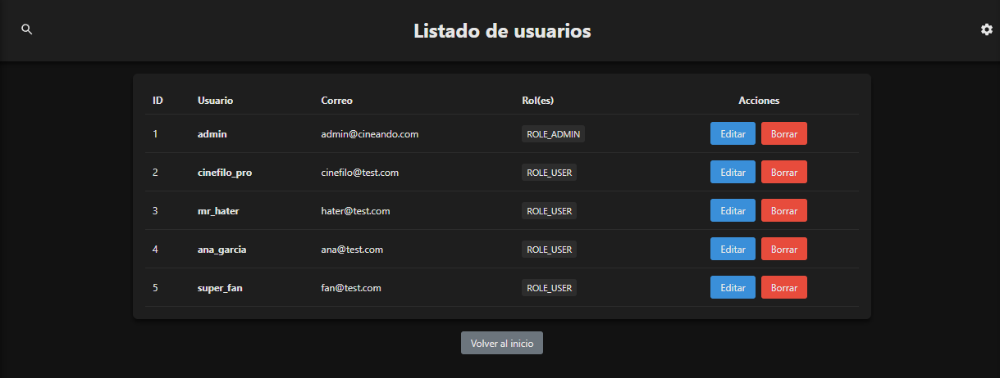 Listado de usuarios
ID Usuario Correo Rol(es) Acciones
1 admin admin@cineando.com ROLE_ADMIN Editar Borrar
2 cinefilo_pro cinefilo@test.com ROLE_USER Editar Borrar
3 mr_hater hater@test.com ROLE_USER Editar Borrar
4 ana_garcia ana@test.com ROLE_USER Editar Borrar
5 super_fan fan@test.com ROLE_USER Editar Borrar
Volver al inicio